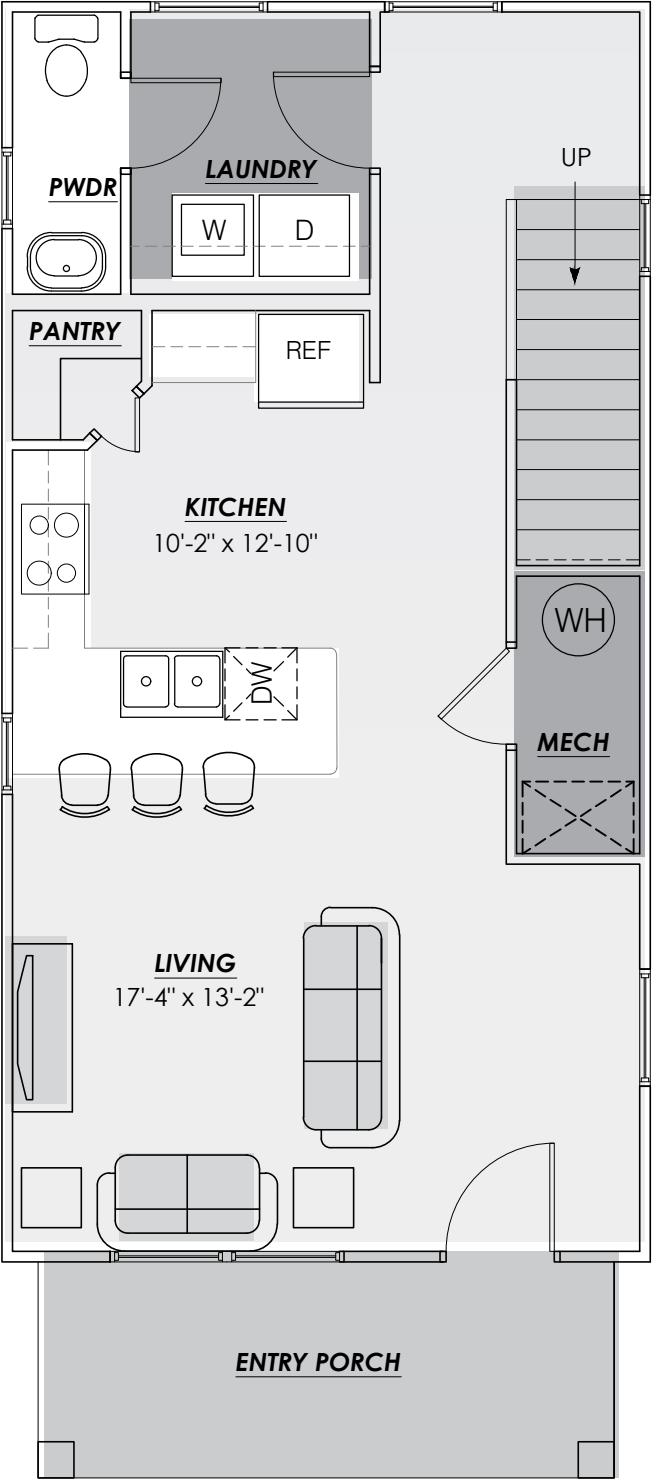 UP
LAUNDRY
PWDR
W
D
PANTRY
REF
KITCHEN
10'-2" x 12'-10"
WH
DW
MECH
LIVING
17'-4" x 13'-2"
ENTRY PORCH